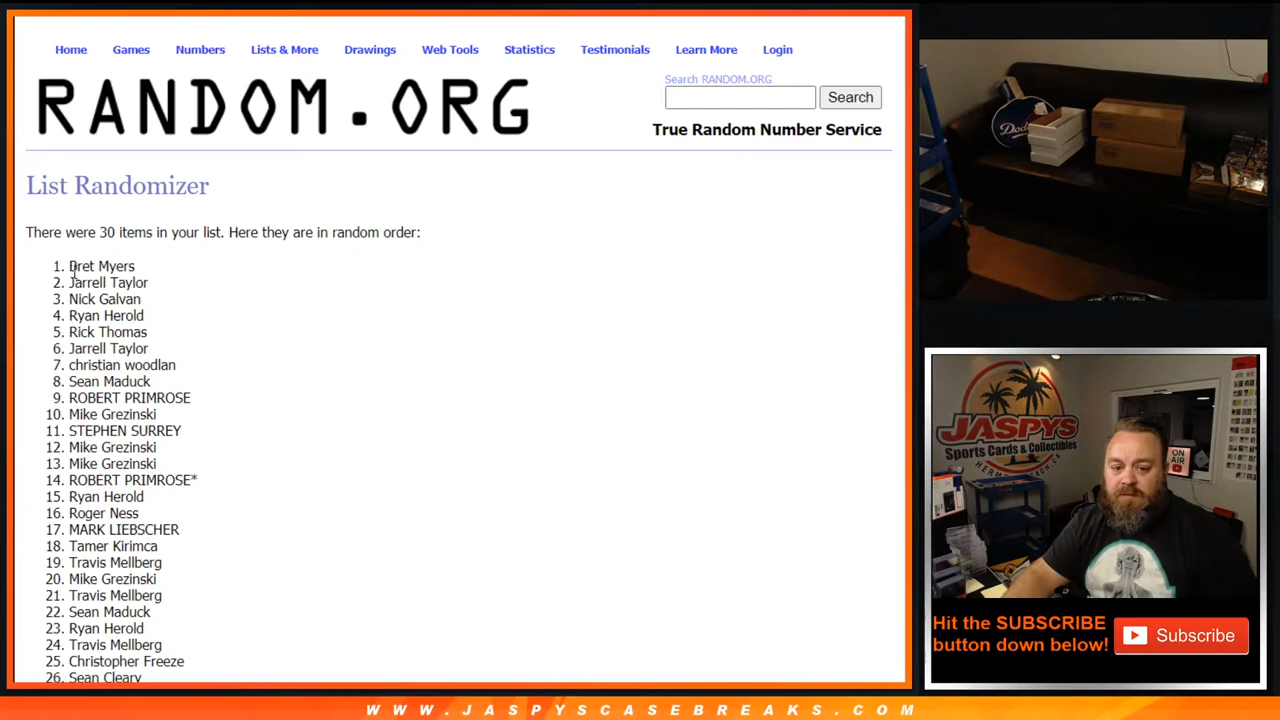 Home Games Numbers Lists & More Drawings Web Tools Statistics Testimonials Learn More Login
RANDOM.ORG
Search RANDOM.ORG
Search
True Random Number Service
List Randomizer
There were 30 items in your list. Here they are in random order:
1. Bret Myers
2. Jarrell Taylor
3. Nick Galvan
4. Ryan Herold
5. Rick Thomas
6. Jarrell Taylor
7. christian woodlan
8. Sean Maduck
9. ROBERT PRIMROSE
10. Mike Grezinski
11. STEPHEN SURREY
12. Mike Grezinski
13. Mike Grezinski
14. ROBERT PRIMROSE*
15. Ryan Herold
16. Roger Ness
17. MARK LIEBSCHER
18. Tamer Kirimca
19. Travis Mellberg
20. Mike Grezinski
21. Travis Mellberg
22. Sean Maduck
23. Ryan Herold
24. Travis Mellberg
25. Christopher Freeze
26. Sean Cleary
JASPYS
Sports Cards & Collectibles
ON
AIR
Hit the SUBSCRIBE
button down below!
Subscribe
WWW.JASPYSCASEBREAKS.COM